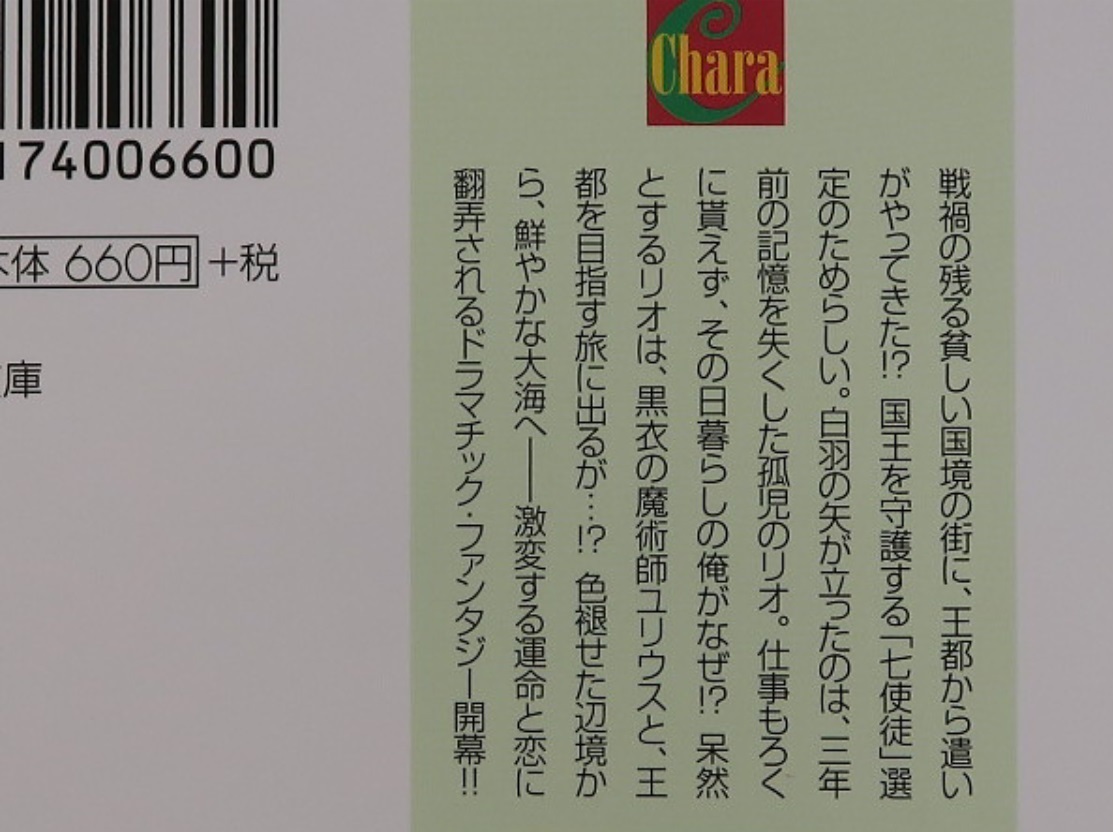 Chara
戦禍の残る貧しい国境の街に、王都から遣い
がやってきた!? 国王を守護する「七使徒」選
定のためらしい。白羽の矢が立ったのは、三年
前の記憶を失くした孤児のリオ。仕事もろく
に貰えず、その日暮らしの俺がなぜ!? 呆然
とするリオは、黒衣の魔術師ユリウスと、王
都を目指す旅に出るが…!? 色褪せた辺境か
ら、鮮やかな大海へ――激変する運命と恋に
翻弄されるドラマチック・ファンタジー開幕!!
174006600
本体 660円 +税
庫